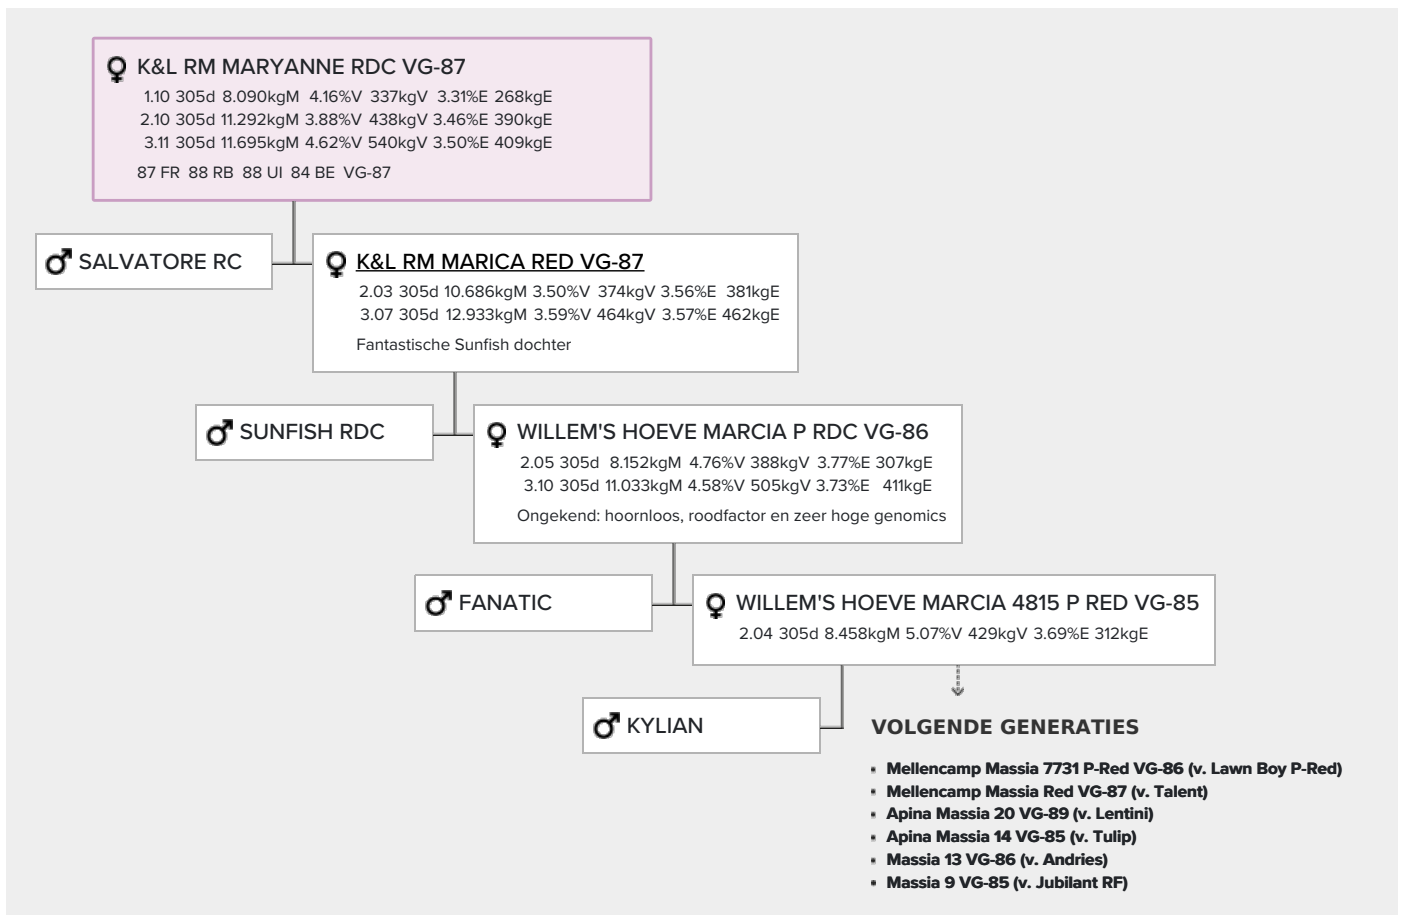 K&L RM MARYANNE RDC VG-87
1.10 305d 8.090kgM 4.16%V 337kgV 3.31%E 268kgE
2.10 305d 11.292kgM 3.88%V 438kgV 3.46%E 390kgE
3.11 305d 11.695kgM 4.62%V 540kgV 3.50%E 409kgE
87 FR 88 RB 88 UI 84 BE VG-87
SALVATORE RC
K&L RM MARICA RED VG-87
2.03 305d 10.686kgM 3.50%V 374kgV 3.56%E 381kgE
3.07 305d 12.933kgM 3.59%V 464kgV 3.57%E 462kgE
Fantastische Sunfish dochter
SUNFISH RDC
WILLEM'S HOEVE MARCIA P RDC VG-86
2.05 305d 8.152kgM 4.76%V 388kgV 3.77%E 307kgE
3.10 305d 11.033kgM 4.58%V 505kgV 3.73%E 411kgE
Ongekend: hoornloos, roodfactor en zeer hoge genomics
FANATIC
WILLEM'S HOEVE MARCIA 4815 P RED VG-85
2.04 305d 8.458kgM 5.07%V 429kgV 3.69%E 312kgE
KYLIAN
VOLGENDE GENERATIES
Mellencamp Massia 7731 P-Red VG-86 (v. Lawn Boy P-Red)
Mellencamp Massia Red VG-87 (v. Talent)
Apina Massia 20 VG-89 (v. Lentini)
Apina Massia 14 VG-85 (v. Tulip)
Massia 13 VG-86 (v. Andries)
Massia 9 VG-85 (v. Jubilant RF)